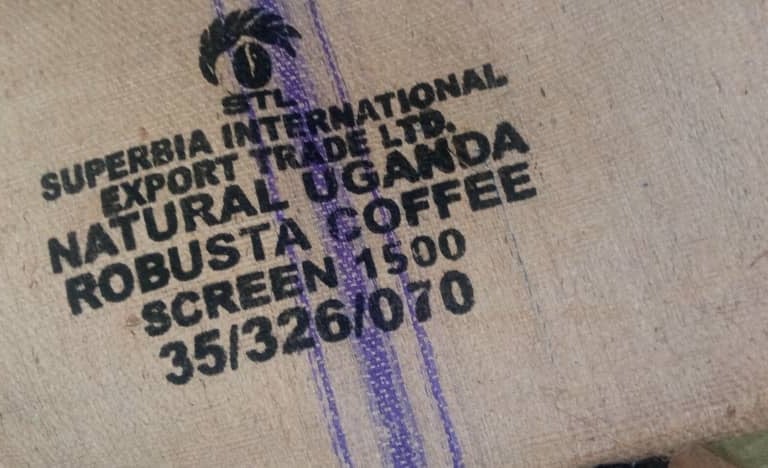 STL
SUPERBIA INTERNATIONAL
EXPORT TRADE LTD.
NATURAL UGANDA
ROBUSTA COFFEE
SCREEN 1500
35/326/070